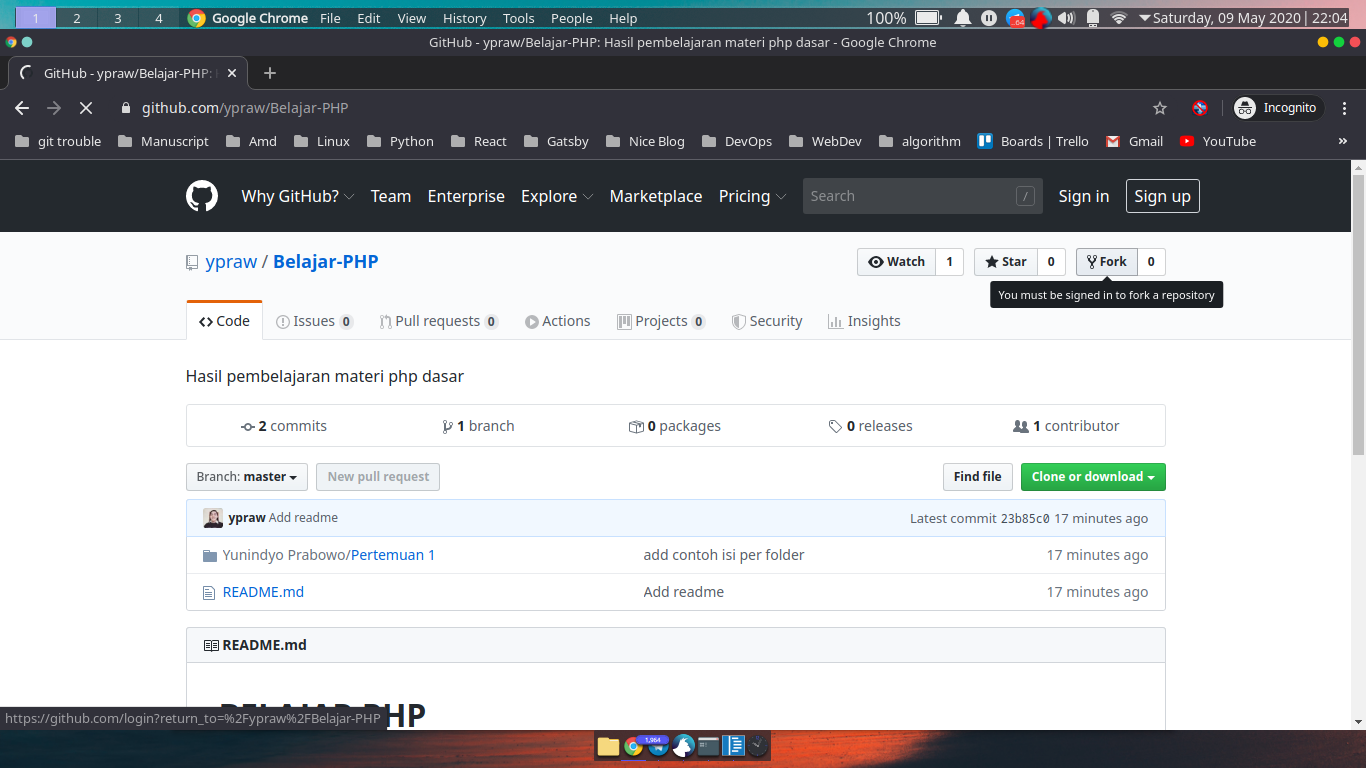 1 2 3 4 Google Chrome File Edit View History Tools People Help 100% .64 Saturday, 09 May 2020 | 22:04
GitHub - ypraw/Belajar-PHP: Hasil pembelajaran materi php dasar - Google Chrome
GitHub - ypraw/Belajar-PHP:
github.com/ypraw/Belajar-PHP Incognito
git trouble Manuscript Amd Linux Python React Gatsby Nice Blog DevOps WebDev algorithm Boards | Trello Gmail YouTube »
Why GitHub? Team Enterprise Explore Marketplace Pricing Search / Sign in Sign up
ypraw / Belajar-PHP Watch 1 Star 0 Fork 0
You must be signed in to fork a repository
Code Issues 0 Pull requests 0 Actions Projects 0 Security Insights
Hasil pembelajaran materi php dasar
2 commits 1 branch 0 packages 0 releases 1 contributor
Branch: master New pull request Find file Clone or download
ypraw Add readme Latest commit 23b85c0 17 minutes ago
Yunindyo Prabowo/Pertemuan 1 add contoh isi per folder 17 minutes ago
README.md Add readme 17 minutes ago
README.md
BELAJAR PHP
https://github.com/login?return_to=%2Fypraw%2FBelajar-PHP
1,964